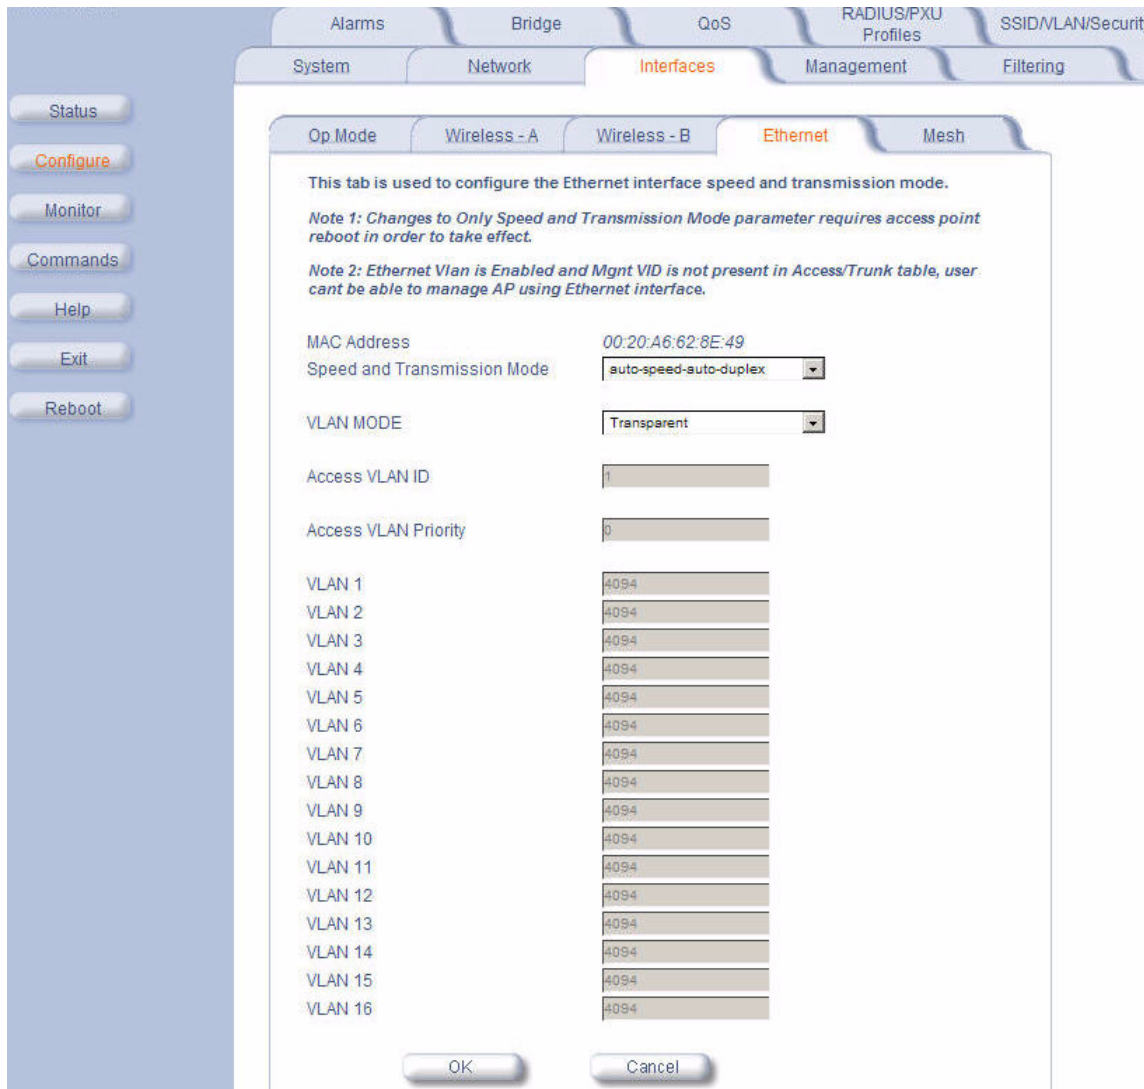 Alarms Bridge QoS RADIUS/PXU Profiles SSID/VLAN/Securit
System Network Interfaces Management Filtering
Status
Configure
Monitor
Commands
Help
Exit
Reboot
Op Mode Wireless - A Wireless - B Ethernet Mesh
This tab is used to configure the Ethernet interface speed and transmission mode.
Note 1: Changes to Only Speed and Transmission Mode parameter requires access point
reboot in order to take effect.
Note 2: Ethernet Vlan is Enabled and Mgnt VID is not present in Access/Trunk table, user
cant be able to manage AP using Ethernet interface.
MAC Address 00:20:A6:62:8E:49
Speed and Transmission Mode auto-speed-auto-duplex
VLAN MODE Transparent
Access VLAN ID 1
Access VLAN Priority 0
VLAN 1 4094
VLAN 2 4094
VLAN 3 4094
VLAN 4 4094
VLAN 5 4094
VLAN 6 4094
VLAN 7 4094
VLAN 8 4094
VLAN 9 4094
VLAN 10 4094
VLAN 11 4094
VLAN 12 4094
VLAN 13 4094
VLAN 14 4094
VLAN 15 4094
VLAN 16 4094
OK Cancel